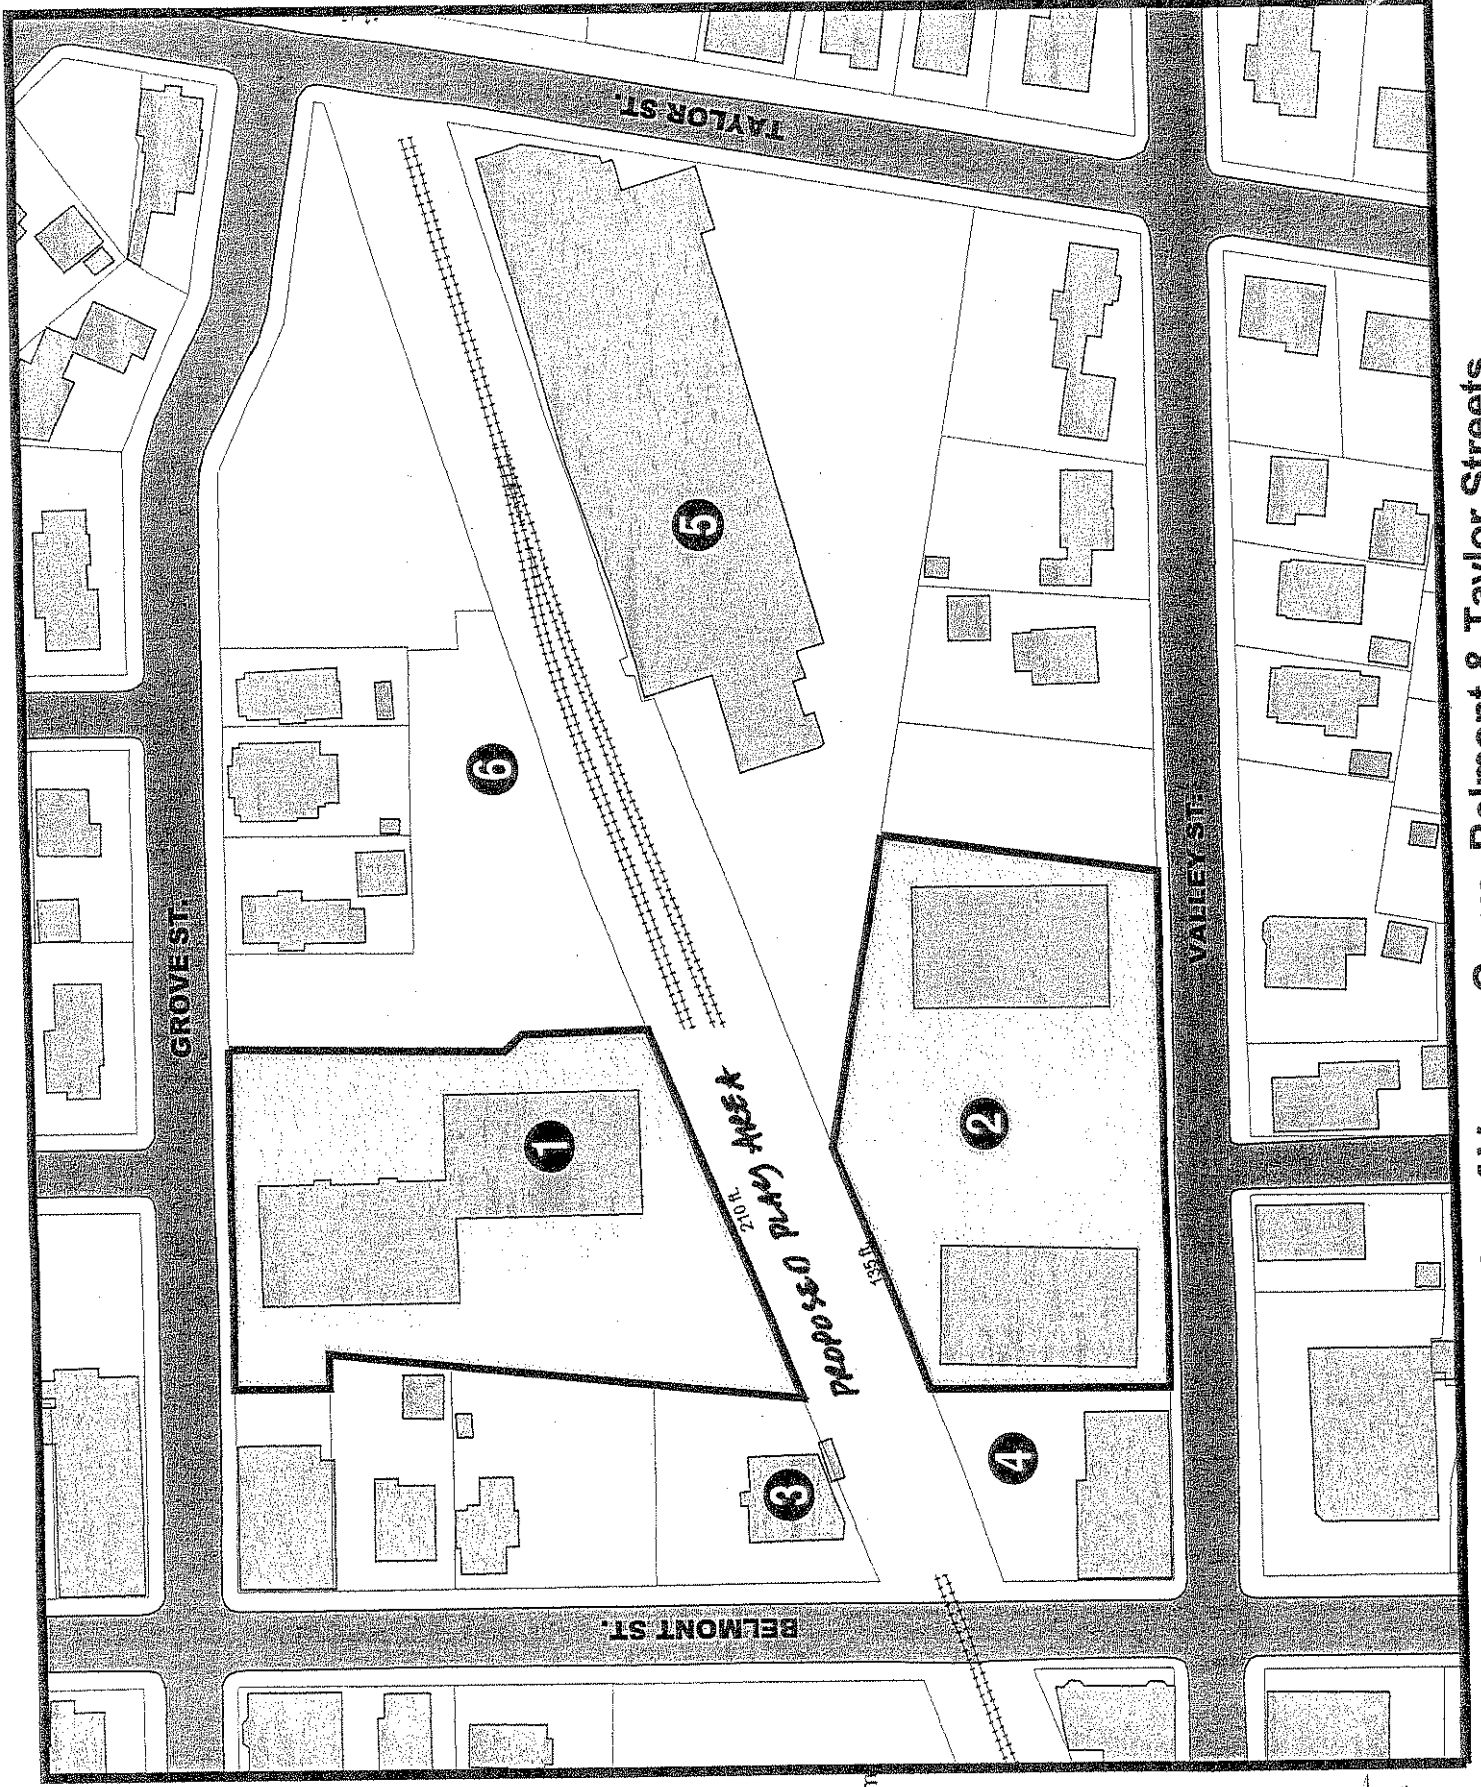 TAYLOR ST.
GROVE ST.
VALLEY ST.
BELMONT ST.
1
2
3
4
5
6
210 ft.
PROPOSED PLAY AREA
135 ft.
Grove, Belmont & Taylor Streets